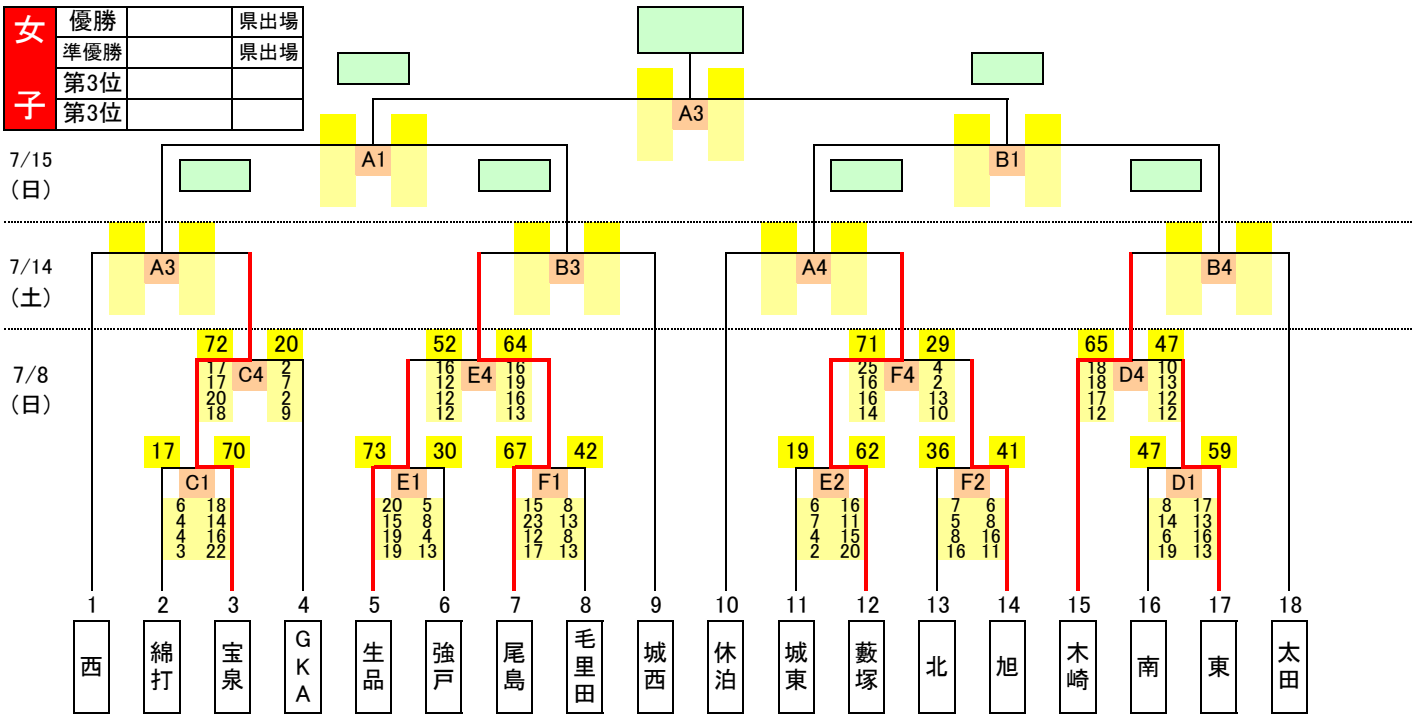 女子
優勝 県出場
準優勝 県出場
第3位
第3位
A3
7/15
(日)
A1 B1
7/14
(土)
A3 B3 A4 B4
7/8
(日)
72 20 52 64 71 29 65 47
C4 E4 F4 D4
17 2 16 16 25 4 18 10
17 7 12 19 16 2 18 13
20 2 12 16 16 13 17 12
18 9 12 13 14 10 12 12
17 70 73 30 67 42 19 62 36 41 47 59
C1 E1 F1 E2 F2 D1
6 18 20 5 15 8 6 16 7 6 8 17
4 14 15 8 23 13 7 11 5 8 14 13
4 16 19 4 12 8 4 15 8 16 6 16
3 22 19 13 17 13 2 20 16 11 19 13
1 2 3 4 5 6 7 8 9 10 11 12 13 14 15 16 17 18
西
綿打
宝泉
GKA
生品
強戸
尾島
毛里田
城西
休泊
城東
藪塚
北
旭
木崎
南
東
太田